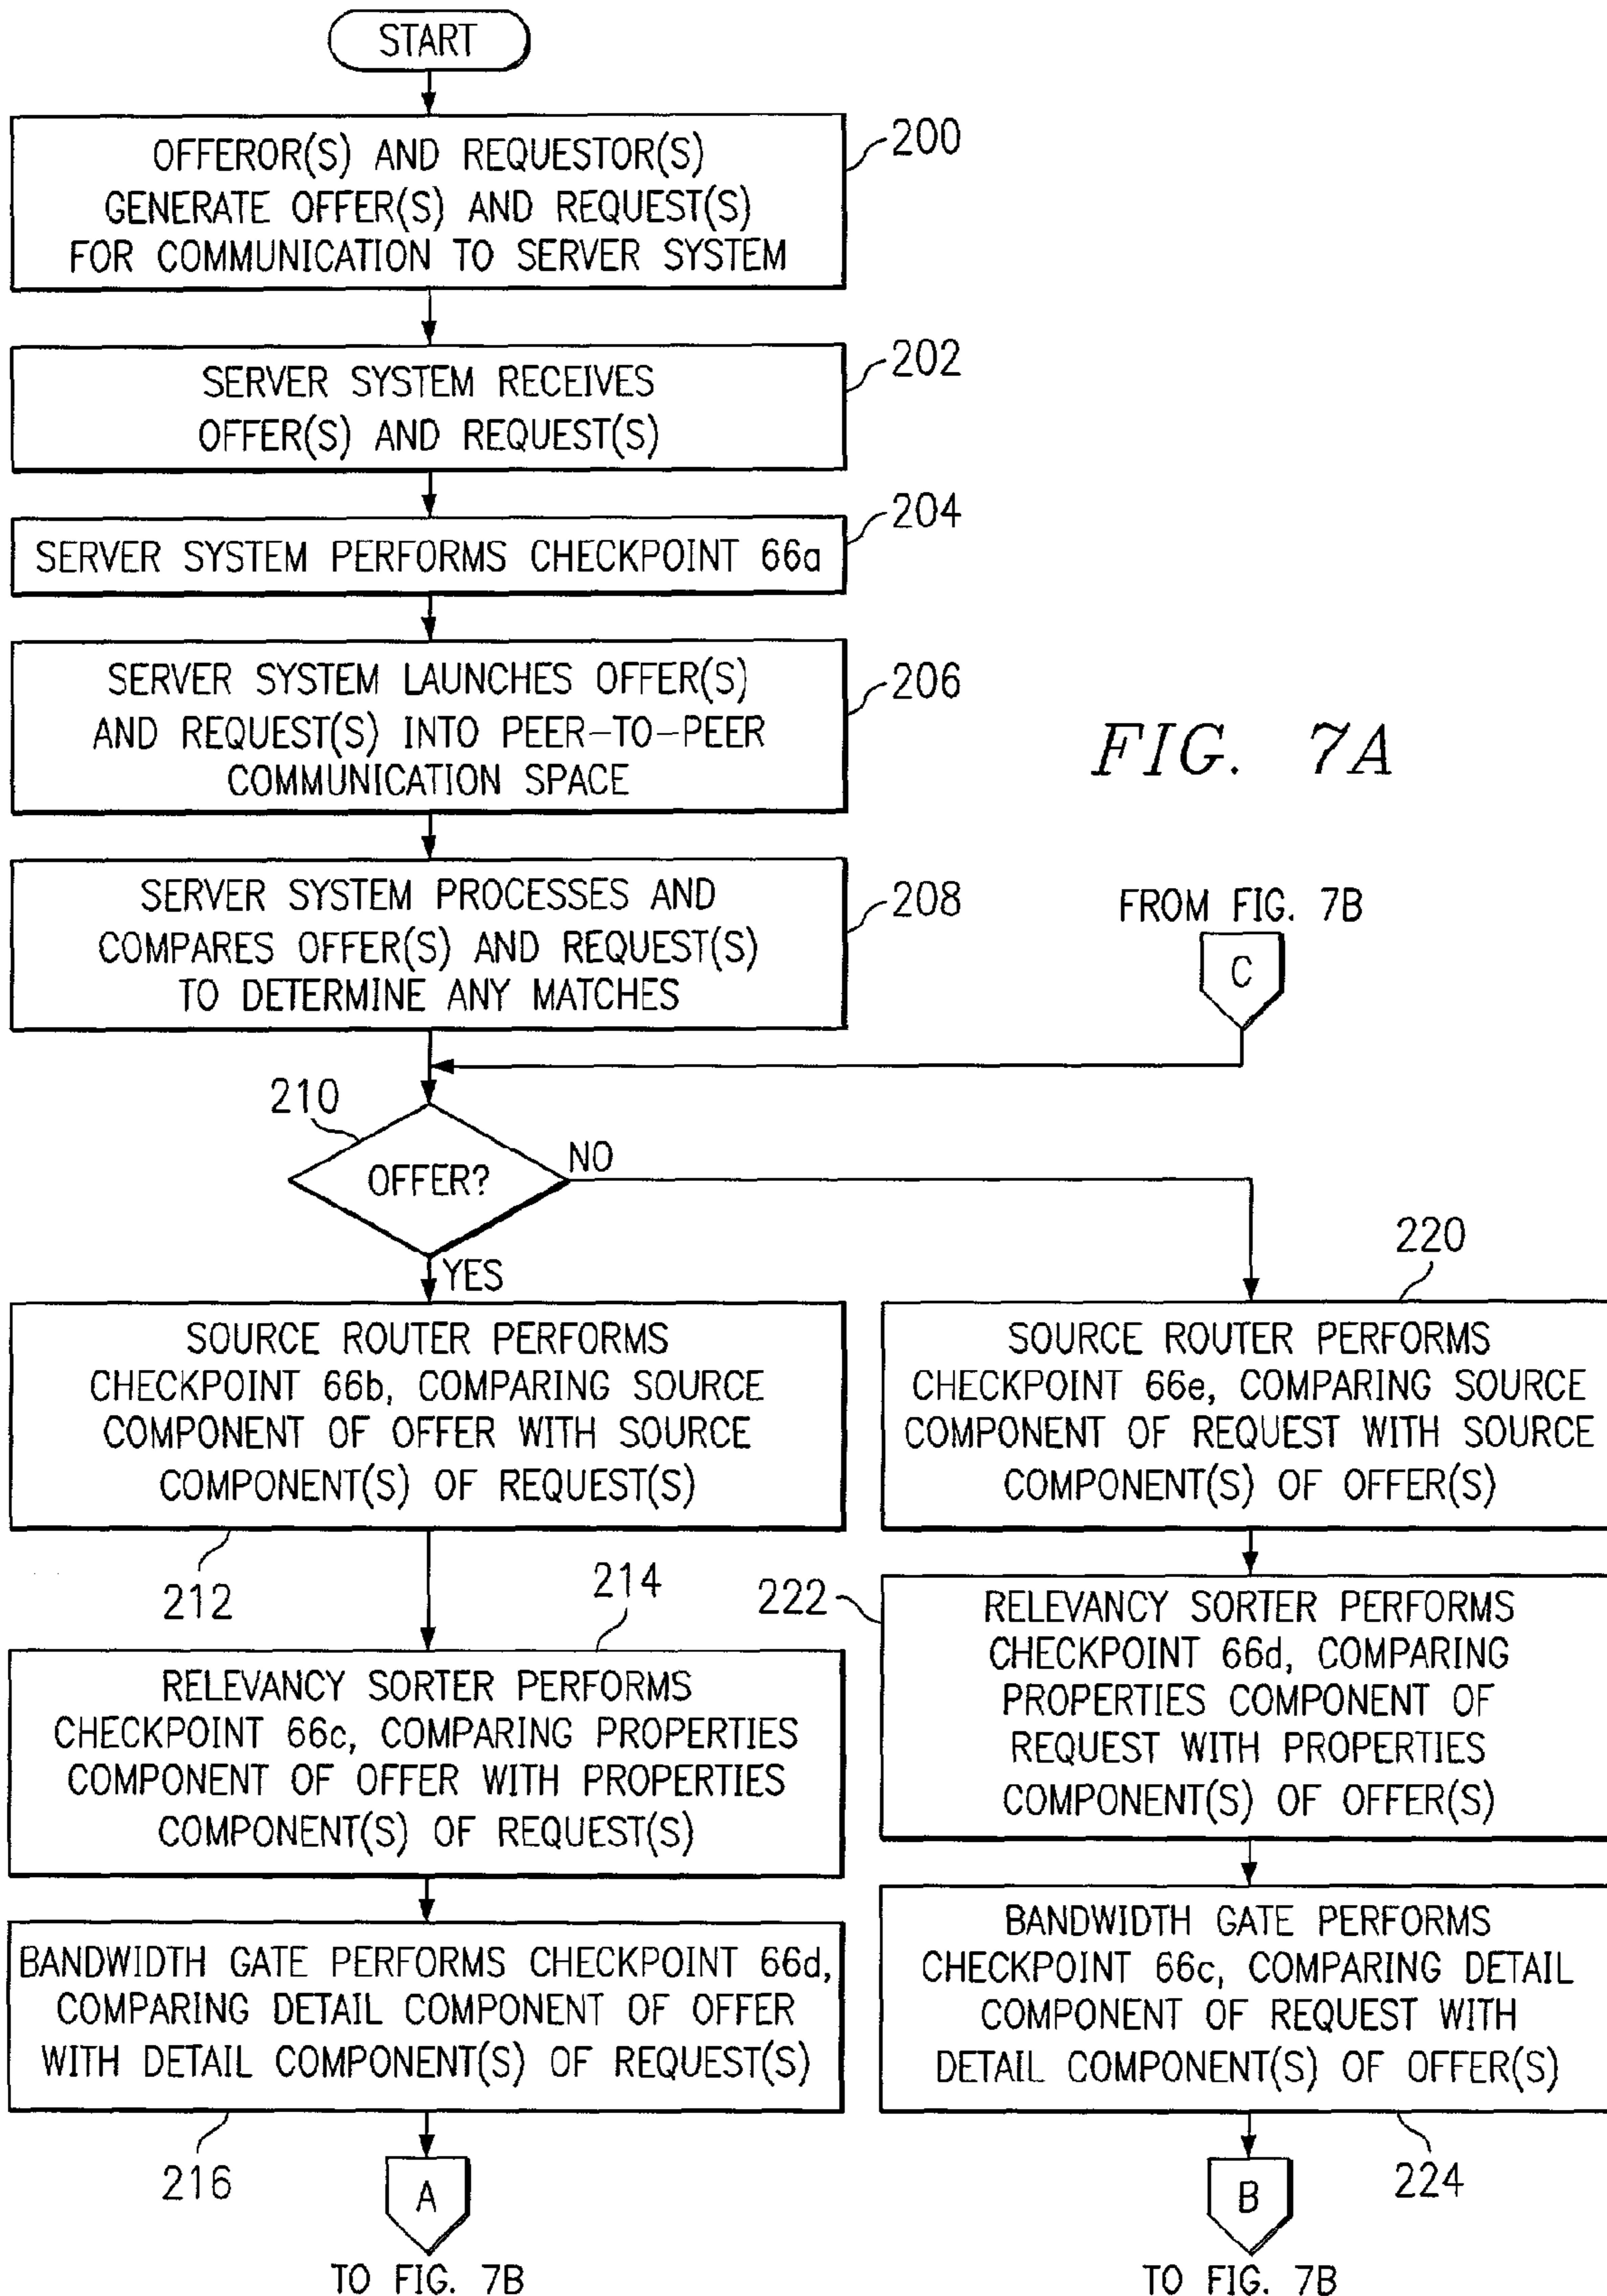 START
OFFEROR(S) AND REQUESTOR(S)
GENERATE OFFER(S) AND REQUEST(S)
FOR COMMUNICATION TO SERVER SYSTEM
200
SERVER SYSTEM RECEIVES
OFFER(S) AND REQUEST(S)
202
SERVER SYSTEM PERFORMS CHECKPOINT 66a
204
SERVER SYSTEM LAUNCHES OFFER(S)
AND REQUEST(S) INTO PEER-TO-PEER
COMMUNICATION SPACE
206
FIG. 7A
SERVER SYSTEM PROCESSES AND
COMPARES OFFER(S) AND REQUEST(S)
TO DETERMINE ANY MATCHES
208
FROM FIG. 7B
C
210
OFFER?
NO
YES
220
SOURCE ROUTER PERFORMS
CHECKPOINT 66b, COMPARING SOURCE
COMPONENT OF OFFER WITH SOURCE
COMPONENT(S) OF REQUEST(S)
212
SOURCE ROUTER PERFORMS
CHECKPOINT 66e, COMPARING SOURCE
COMPONENT OF REQUEST WITH SOURCE
COMPONENT(S) OF OFFER(S)
214
RELEVANCY SORTER PERFORMS
CHECKPOINT 66c, COMPARING PROPERTIES
COMPONENT OF OFFER WITH PROPERTIES
COMPONENT(S) OF REQUEST(S)
222
RELEVANCY SORTER PERFORMS
CHECKPOINT 66d, COMPARING
PROPERTIES COMPONENT OF
REQUEST WITH PROPERTIES
COMPONENT(S) OF OFFER(S)
BANDWIDTH GATE PERFORMS CHECKPOINT 66d,
COMPARING DETAIL COMPONENT OF OFFER
WITH DETAIL COMPONENT(S) OF REQUEST(S)
216
BANDWIDTH GATE PERFORMS
CHECKPOINT 66c, COMPARING DETAIL
COMPONENT OF REQUEST WITH
DETAIL COMPONENT(S) OF OFFER(S)
224
A
TO FIG. 7B
B
TO FIG. 7B